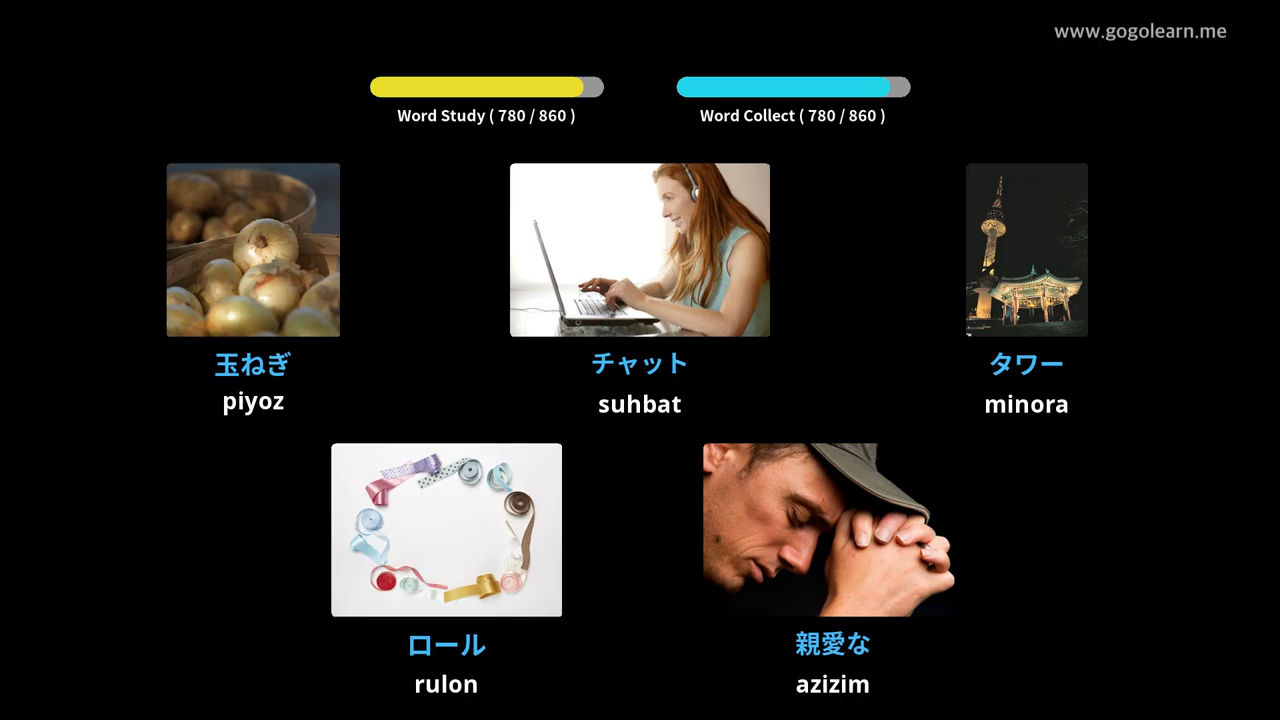 www.gogolearn.me
Word Study ( 780 / 860 )
Word Collect ( 780 / 860 )
玉ねぎ
piyoz
チャット
suhbat
タワー
minora
ロール
rulon
親愛な
azizim